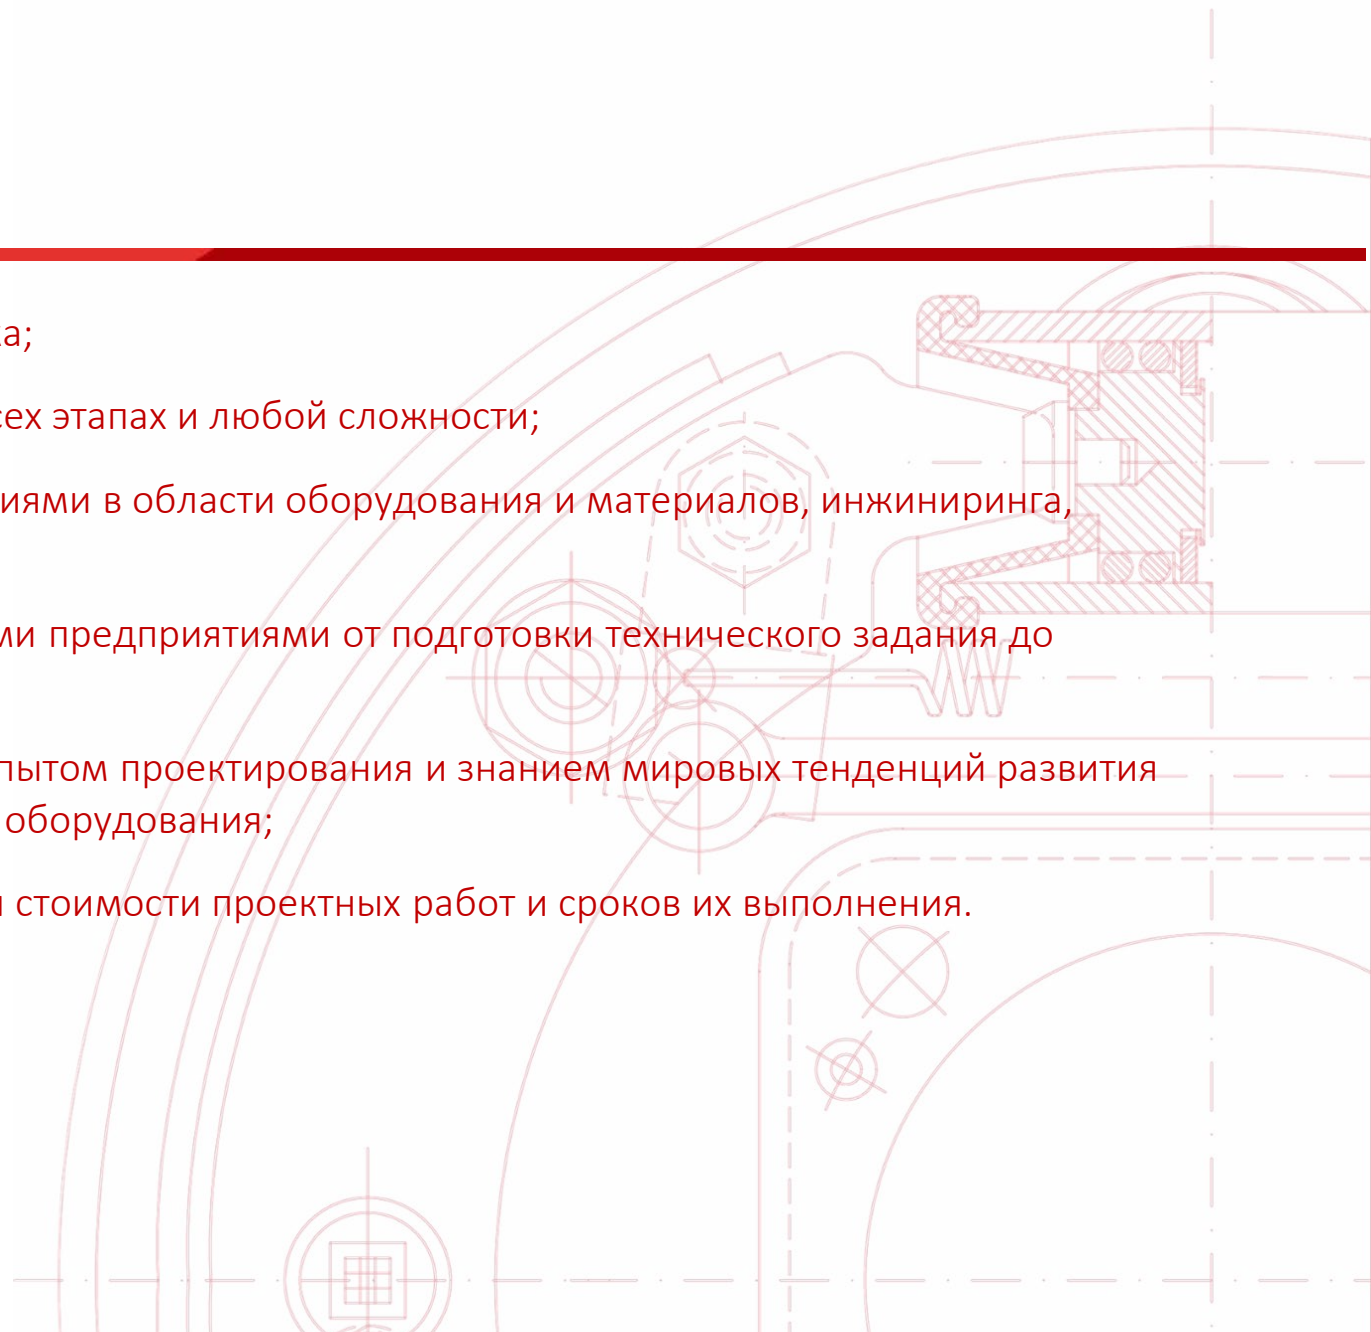 ка;
сех этапах и любой сложности;
иями в области оборудования и материалов, инжиниринга,
ми предприятиями от подготовки технического задания до
пытом проектирования и знанием мировых тенденций развития
оборудования;
и стоимости проектных работ и сроков их выполнения.